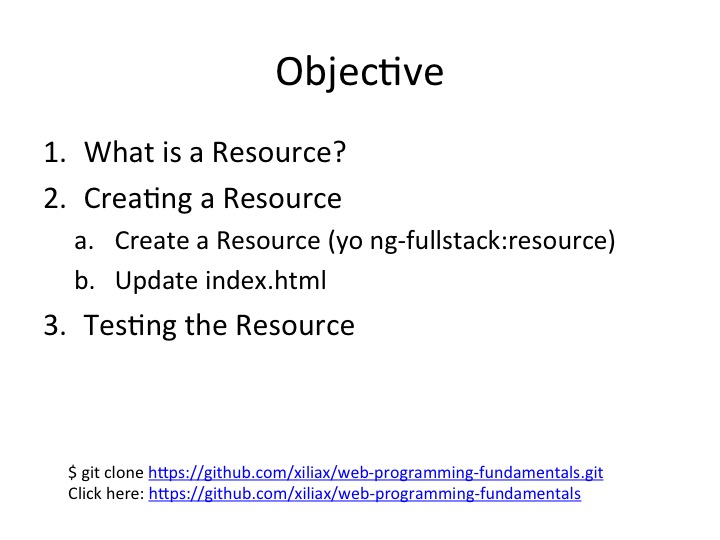 Objective
1. What is a Resource?
2. Creating a Resource
a. Create a Resource (yo ng-fullstack:resource)
b. Update index.html
3. Testing the Resource
$ git clone https://github.com/xiliax/web-programming-fundamentals.git
Click here: https://github.com/xiliax/web-programming-fundamentals